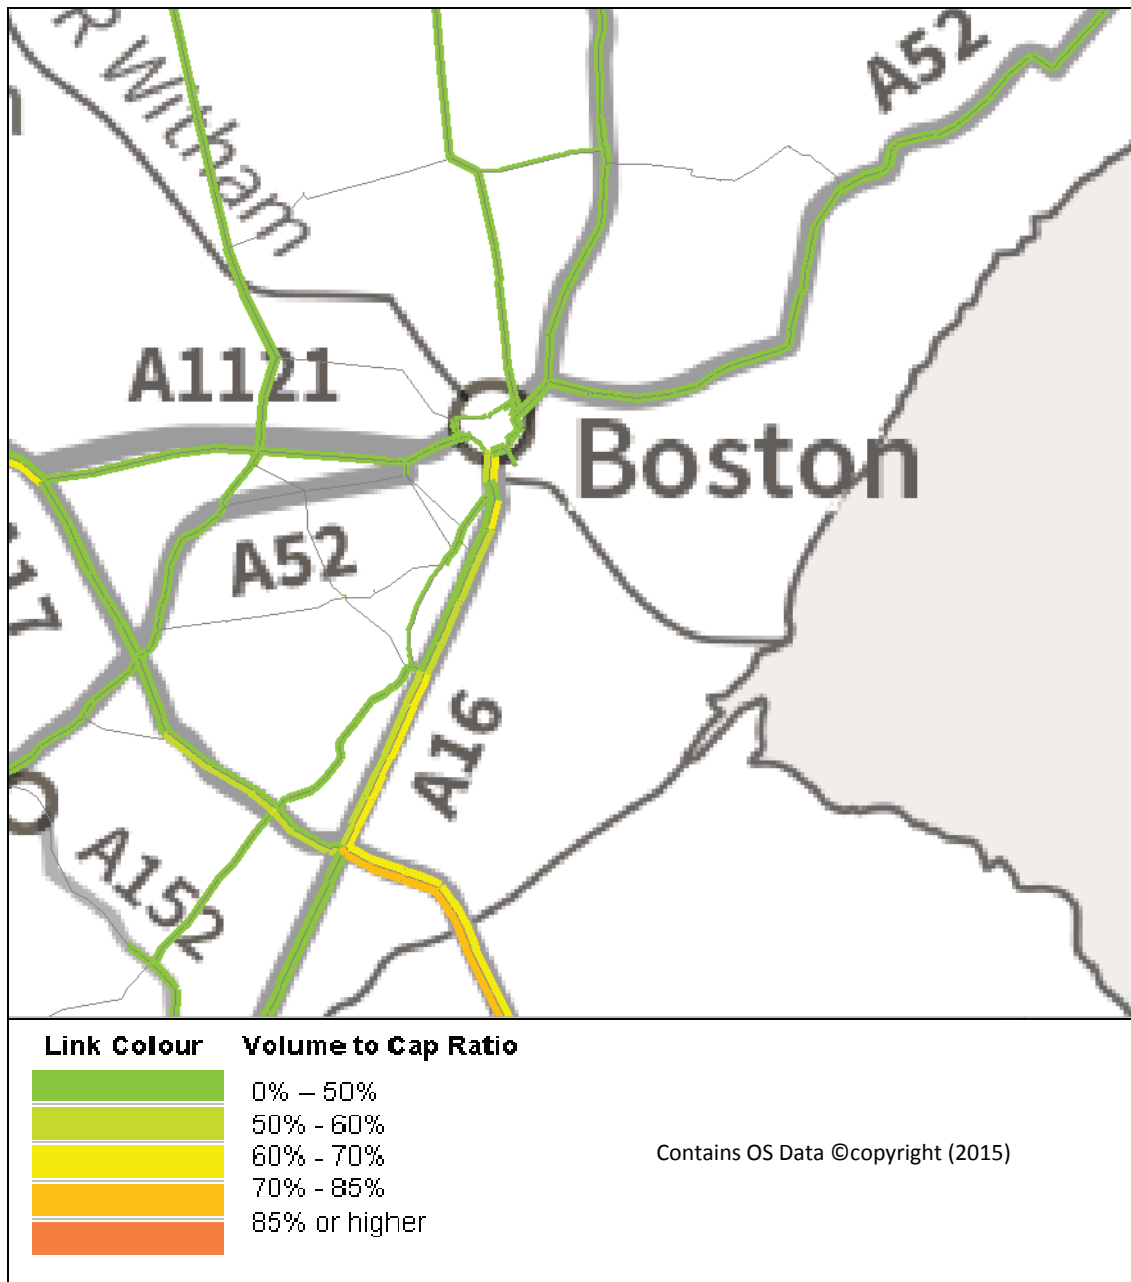 R Witham
A52
A1121
Boston
A52
17
A16
A152
Link Colour Volume to Cap Ratio
0% – 50%
50% - 60%
60% - 70%
70% - 85%
85% or higher
Contains OS Data ©copyright (2015)